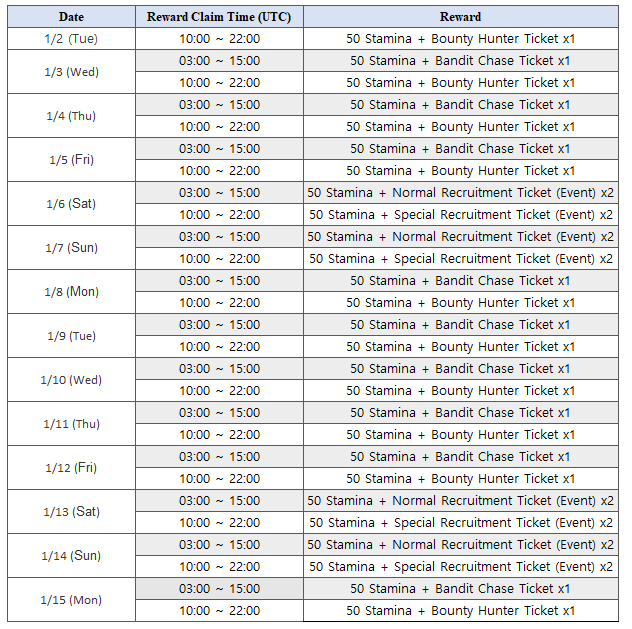 Date Reward Claim Time (UTC) Reward
1/2 (Tue) 10:00 ~ 22:00 50 Stamina + Bounty Hunter Ticket x1
1/3 (Wed) 03:00 ~ 15:00 50 Stamina + Bandit Chase Ticket x1
10:00 ~ 22:00 50 Stamina + Bounty Hunter Ticket x1
1/4 (Thu) 03:00 ~ 15:00 50 Stamina + Bandit Chase Ticket x1
10:00 ~ 22:00 50 Stamina + Bounty Hunter Ticket x1
1/5 (Fri) 03:00 ~ 15:00 50 Stamina + Bandit Chase Ticket x1
10:00 ~ 22:00 50 Stamina + Bounty Hunter Ticket x1
1/6 (Sat) 03:00 ~ 15:00 50 Stamina + Normal Recruitment Ticket (Event) x2
10:00 ~ 22:00 50 Stamina + Special Recruitment Ticket (Event) x2
1/7 (Sun) 03:00 ~ 15:00 50 Stamina + Normal Recruitment Ticket (Event) x2
10:00 ~ 22:00 50 Stamina + Special Recruitment Ticket (Event) x2
1/8 (Mon) 03:00 ~ 15:00 50 Stamina + Bandit Chase Ticket x1
10:00 ~ 22:00 50 Stamina + Bounty Hunter Ticket x1
1/9 (Tue) 03:00 ~ 15:00 50 Stamina + Bandit Chase Ticket x1
10:00 ~ 22:00 50 Stamina + Bounty Hunter Ticket x1
1/10 (Wed) 03:00 ~ 15:00 50 Stamina + Bandit Chase Ticket x1
10:00 ~ 22:00 50 Stamina + Bounty Hunter Ticket x1
1/11 (Thu) 03:00 ~ 15:00 50 Stamina + Bandit Chase Ticket x1
10:00 ~ 22:00 50 Stamina + Bounty Hunter Ticket x1
1/12 (Fri) 03:00 ~ 15:00 50 Stamina + Bandit Chase Ticket x1
10:00 ~ 22:00 50 Stamina + Bounty Hunter Ticket x1
1/13 (Sat) 03:00 ~ 15:00 50 Stamina + Normal Recruitment Ticket (Event) x2
10:00 ~ 22:00 50 Stamina + Special Recruitment Ticket (Event) x2
1/14 (Sun) 03:00 ~ 15:00 50 Stamina + Normal Recruitment Ticket (Event) x2
10:00 ~ 22:00 50 Stamina + Special Recruitment Ticket (Event) x2
1/15 (Mon) 03:00 ~ 15:00 50 Stamina + Bandit Chase Ticket x1
10:00 ~ 22:00 50 Stamina + Bounty Hunter Ticket x1